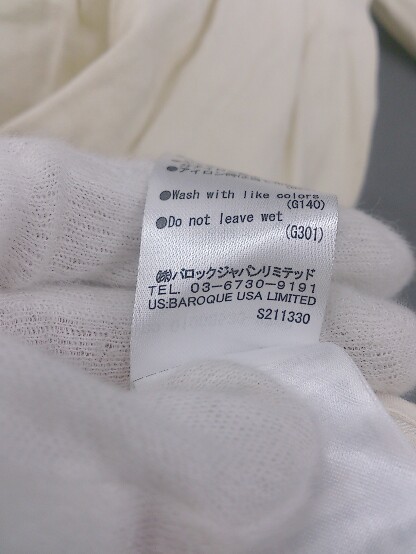 ●Wash with like colors
(G140)
●Do not leave wet
(G301)
㈱バロックジャパンリミテッド
TEL. 03-6730-9191
US:BAROQUE USA LIMITED
S211330